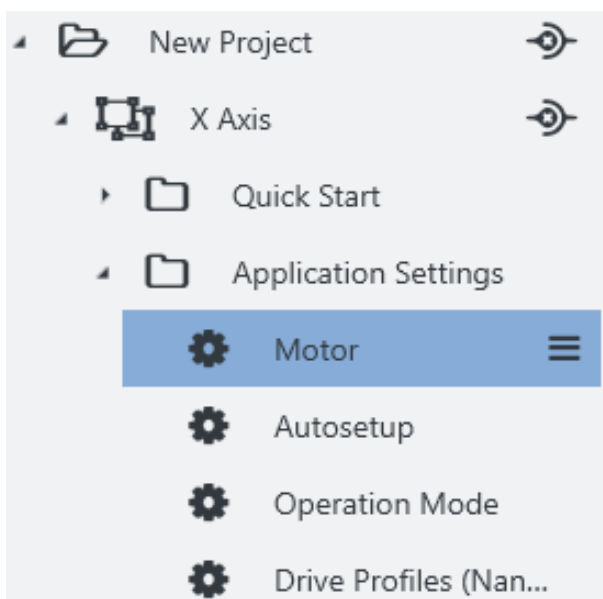 New Project
X Axis
Quick Start
Application Settings
Motor
Autosetup
Operation Mode
Drive Profiles (Nan...